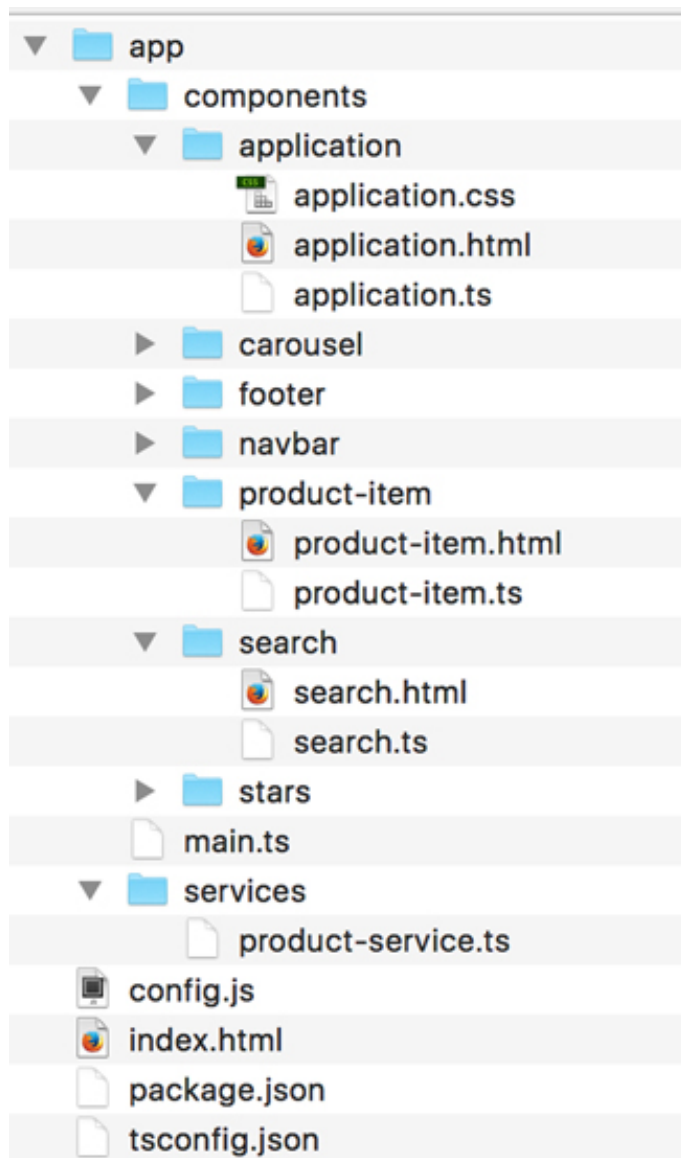 app
components
application
application.css
application.html
application.ts
carousel
footer
navbar
product-item
product-item.html
product-item.ts
search
search.html
search.ts
stars
main.ts
services
product-service.ts
config.js
index.html
package.json
tsconfig.json